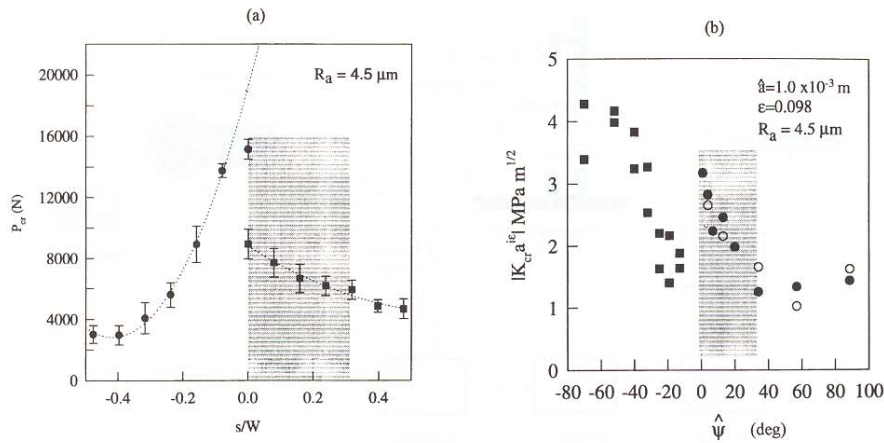 (a)
R_a = 4.5 μm
20000
16000
12000
8000
4000
0
P_cr (N)
-0.4 -0.2 0.0 0.2 0.4
s/W
(b)
â=1.0 x10⁻³ m
ε=0.098
R_a = 4.5 μm
5
4
3
2
1
0
|K_cr a^iε| MPa m^1/2
-80 -60 -40 -20 0 20 40 60 80 100
ψ̂ (deg)